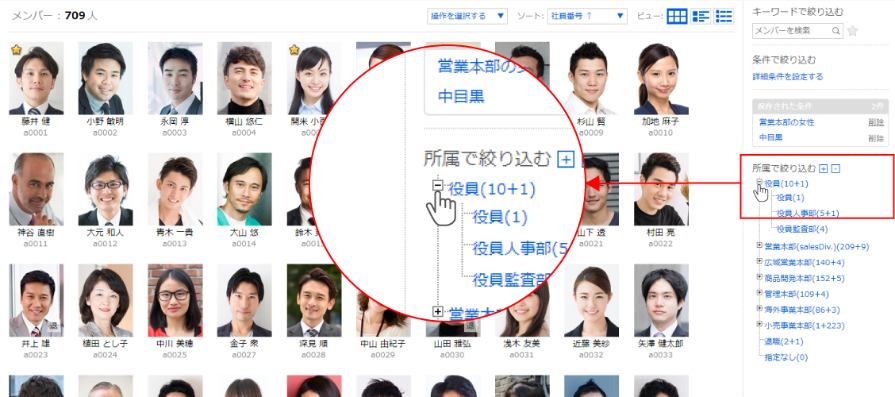 メンバー：709 人
操作を選択する ▼
ソート: 社員番号 ↑ ▼
ビュー:
藤井 健
a0001
小野 敏明
a0002
永岡 淳
a0003
横山 悠仁
a0004
a0005
杉山 賢
a0009
加地 麻子
a0010
神谷 直樹
a0011
大元 和人
a0012
青木 一貴
a0013
大山 悠
a0014
鈴木
山下 透
a0021
村田 亮
a0022
退
井上 雄
a0023
植田 とし子
a0024
中川 美穂
a0025
金子 衆
a0027
深見 順
a0028
中山 由紀子
a0029
退
山田 雅弘
a0030
浅木 友美
a0031
近藤 美紗
a0032
矢澤 健太郎
a0033
営業本部の女
中目黒
所属で絞り込む +
役員(10+1)
役員(1)
役員人事部(5
役員監査部
営業本
キーワードで絞り込む
メンバーを検索
条件で絞り込む
詳細条件を設定する
保存された条件 2件
営業本部の女性 削除
中目黒 削除
所属で絞り込む + -
役員(10+1)
役員(1)
役員人事部(5+1)
役員監査部(4)
営業本部(salesDiv.)(209+9)
広域営業本部(140+4)
商品開発本部(152+5)
管理本部(109+4)
海外事業本部(86+3)
小売事業本部(1+223)
退職(2+1)
指定なし(0)